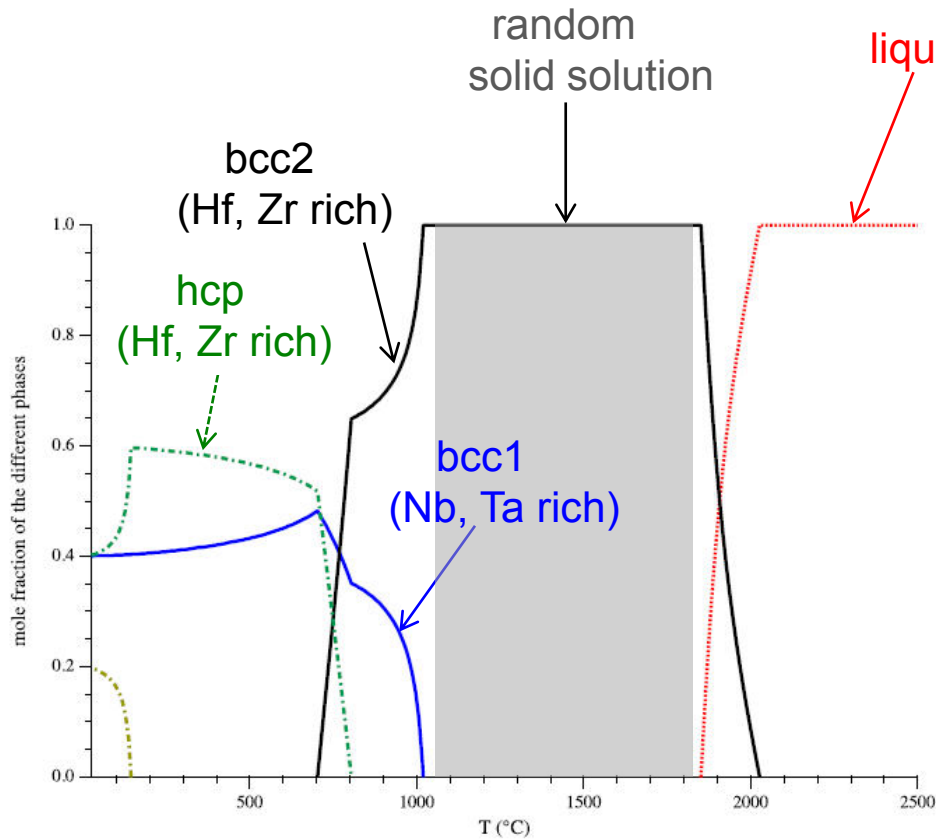 random
solid solution
liqu
bcc2
(Hf, Zr rich)
hcp
(Hf, Zr rich)
bcc1
(Nb, Ta rich)
mole fraction of the different phases
1.0
0.8
0.6
0.4
0.2
0.0
500
1000
1500
2000
2500
T (°C)